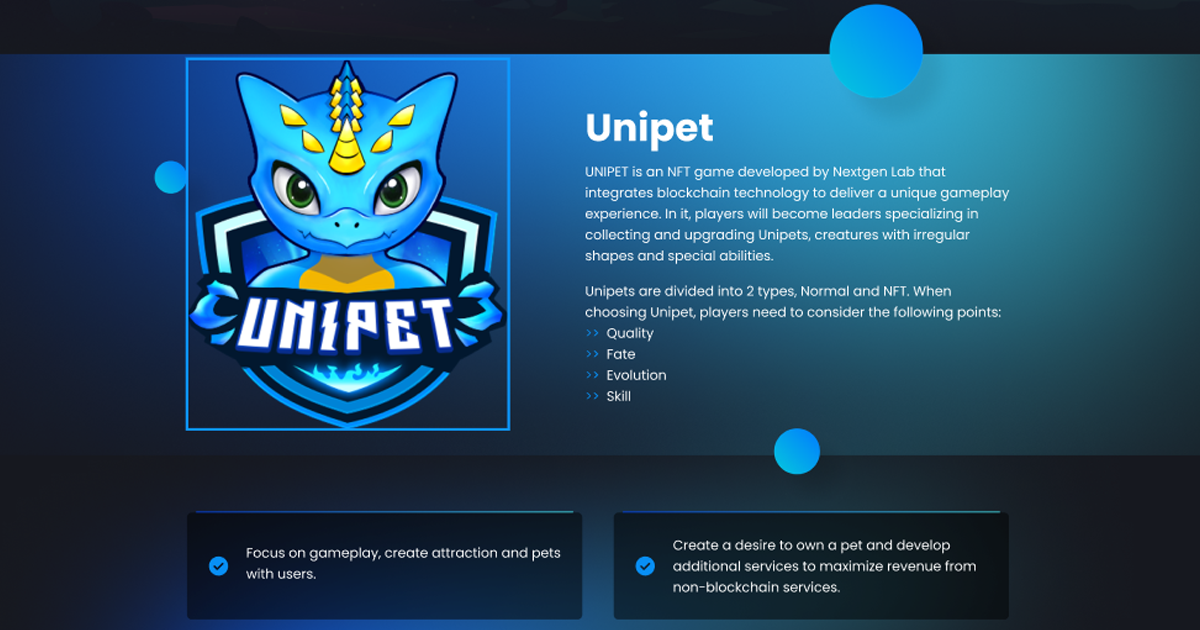 UNIPET
Unipet
UNIPET is an NFT game developed by Nextgen Lab that
integrates blockchain technology to deliver a unique gameplay
experience. In it, players will become leaders specializing in
collecting and upgrading Unipets, creatures with irregular
shapes and special abilities.
Unipets are divided into 2 types, Normal and NFT. When
choosing Unipet, players need to consider the following points:
>> Quality
>> Fate
>> Evolution
>> Skill
Focus on gameplay, create attraction and pets
with users.
Create a desire to own a pet and develop
additional services to maximize revenue from
non-blockchain services.